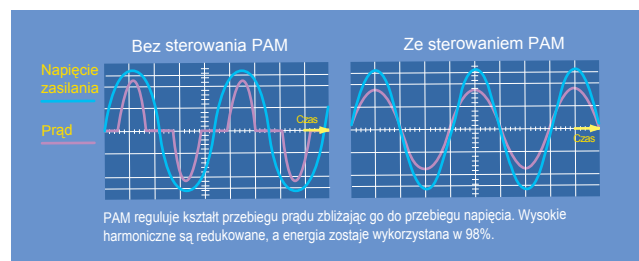 Bez sterowania PAM
Ze sterowaniem PAM
Napięcie
zasilania
Prąd
Czas
Czas
PAM reguluje kształt przebiegu prądu zbliżając go do przebiegu napięcia. Wysokie
harmoniczne są redukowane, a energia zostaje wykorzystana w 98%.